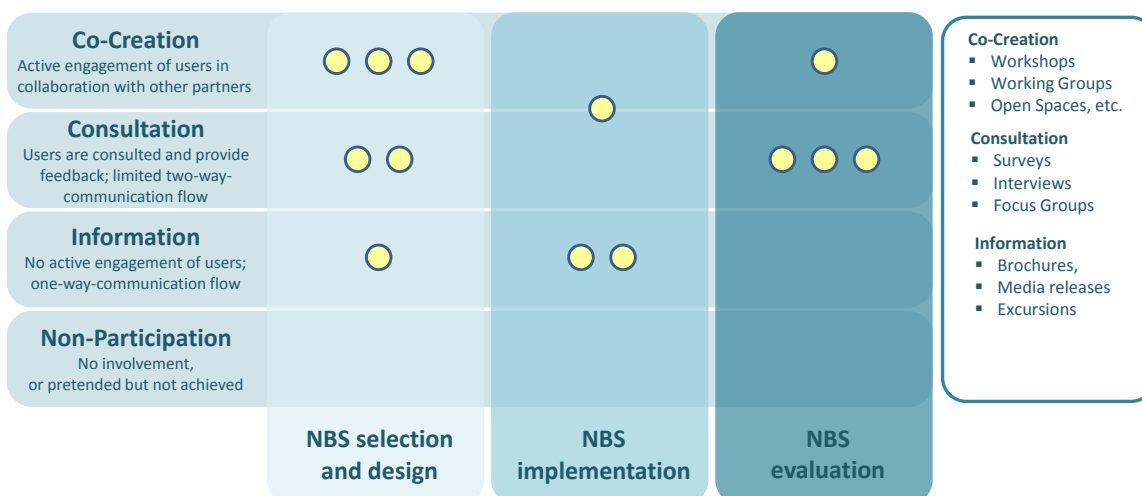 Co-Creation
Active engagement of users in
collaboration with other partners
Consultation
Users are consulted and provide
feedback; limited two-way-
communication flow
Information
No active engagement of users;
one-way-communication flow
Non-Participation
No involvement,
or pretended but not achieved
NBS selection
and design
NBS
implementation
NBS
evaluation
Co-Creation
▪ Workshops
▪ Working Groups
▪ Open Spaces, etc.
Consultation
▪ Surveys
▪ Interviews
▪ Focus Groups
Information
▪ Brochures,
▪ Media releases
▪ Excursions